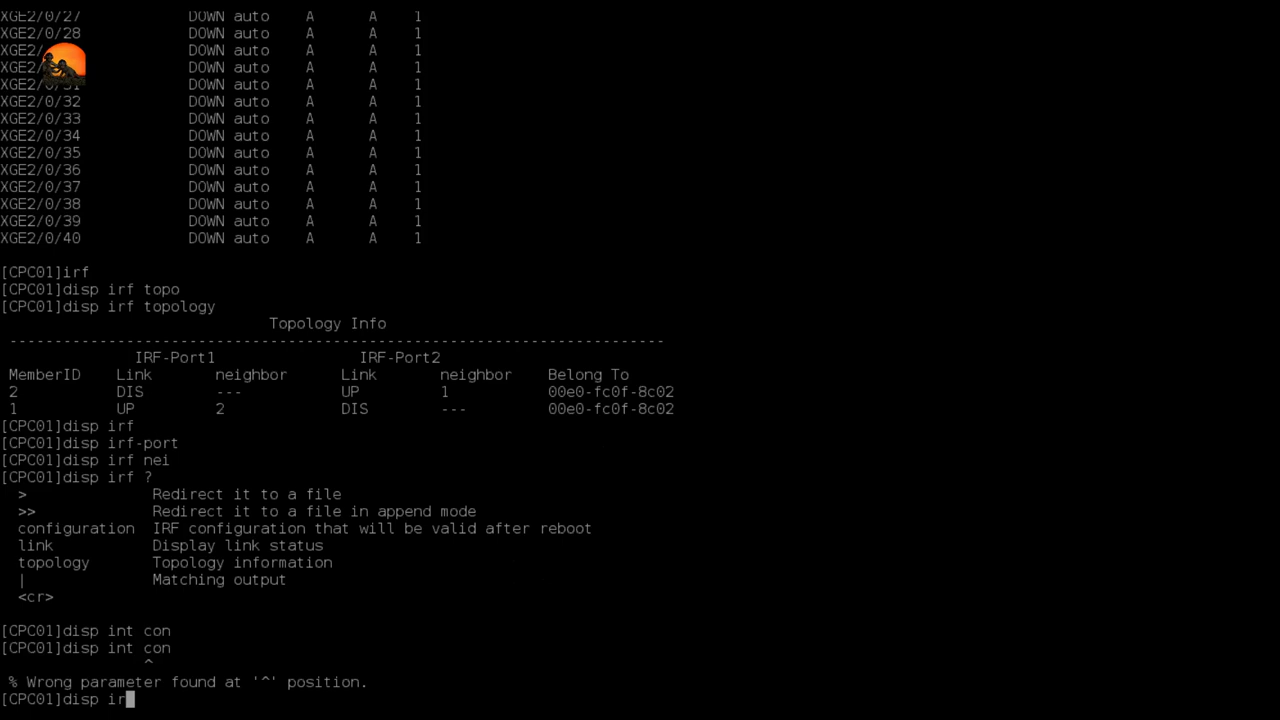 XGE2/0/27 DOWN auto A A 1
XGE2/0/28 DOWN auto A A 1
XGE2/ DOWN auto A A 1
XGE2/ DOWN auto A A 1
XGE2/0/31 DOWN auto A A 1
XGE2/0/32 DOWN auto A A 1
XGE2/0/33 DOWN auto A A 1
XGE2/0/34 DOWN auto A A 1
XGE2/0/35 DOWN auto A A 1
XGE2/0/36 DOWN auto A A 1
XGE2/0/37 DOWN auto A A 1
XGE2/0/38 DOWN auto A A 1
XGE2/0/39 DOWN auto A A 1
XGE2/0/40 DOWN auto A A 1
[CPC01]irf
[CPC01]disp irf topo
[CPC01]disp irf topology
Topology Info
-------------------------------------------------------------------------
IRF-Port1 IRF-Port2
MemberID Link neighbor Link neighbor Belong To
2 DIS --- UP 1 00e0-fc0f-8c02
1 UP 2 DIS --- 00e0-fc0f-8c02
[CPC01]disp irf
[CPC01]disp irf-port
[CPC01]disp irf nei
[CPC01]disp irf ?
> Redirect it to a file
>> Redirect it to a file in append mode
configuration IRF configuration that will be valid after reboot
link Display link status
topology Topology information
| Matching output
<cr>
[CPC01]disp int con
[CPC01]disp int con
^
% Wrong parameter found at '^' position.
[CPC01]disp ir